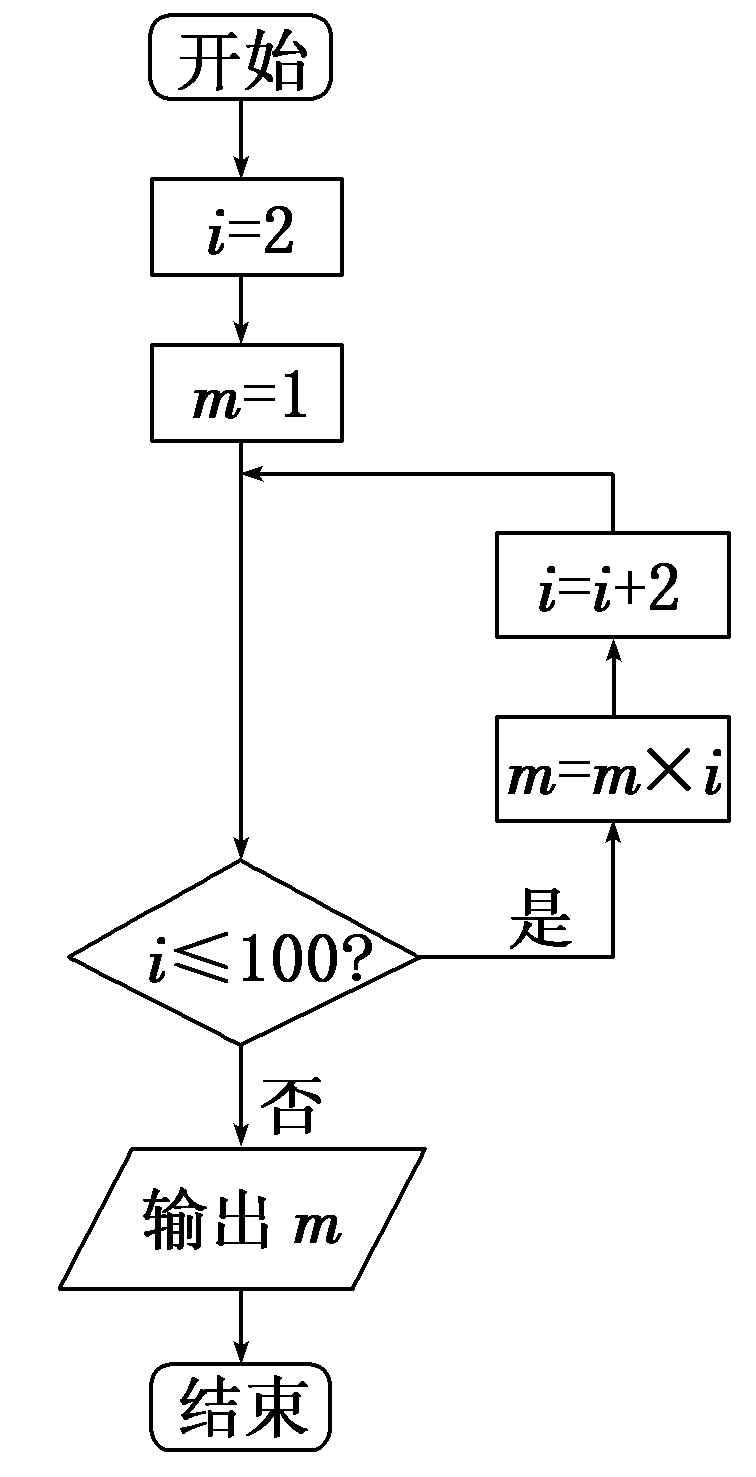 开始
i=2
m=1
i=i+2
m=m×i
是
i≤100?
否
输出 m
结束